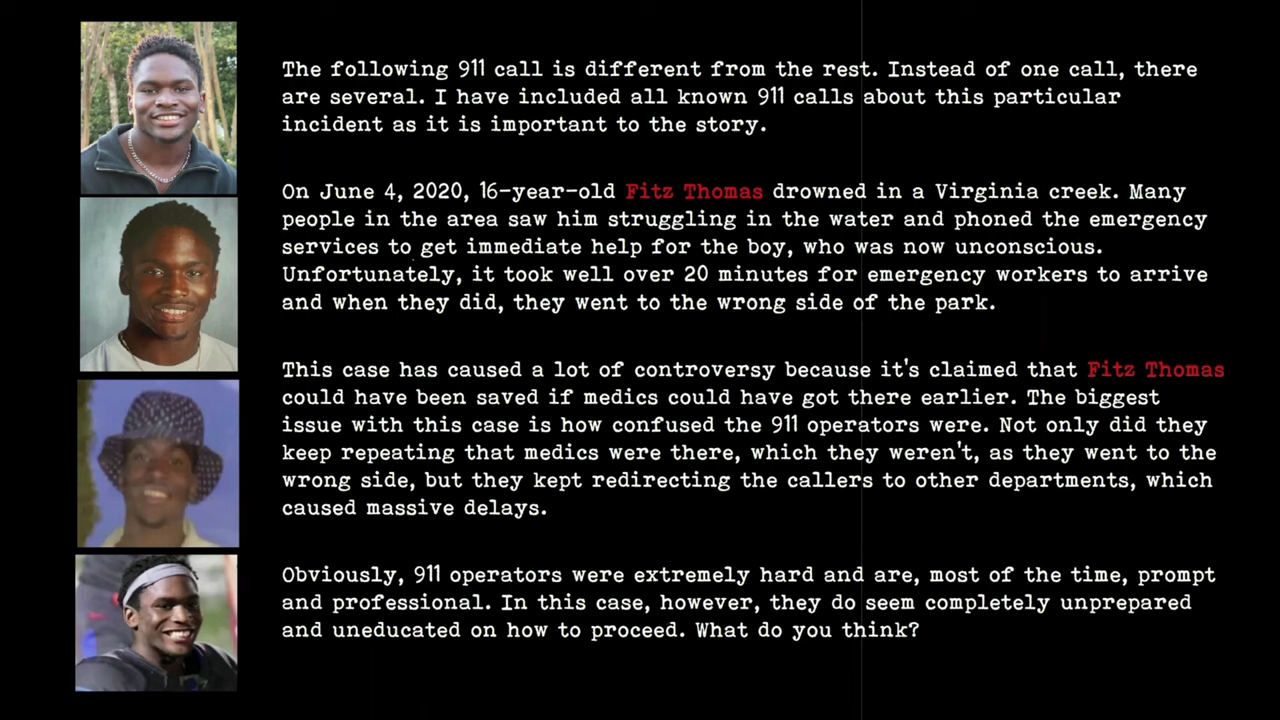 The following 911 call is different from the rest. Instead of one call, there
are several. I have included all known 911 calls about this particular
incident as it is important to the story.
On June 4, 2020, 16-year-old Fitz Thomas drowned in a Virginia creek. Many
people in the area saw him struggling in the water and phoned the emergency
services to get immediate help for the boy, who was now unconscious.
Unfortunately, it took well over 20 minutes for emergency workers to arrive
and when they did, they went to the wrong side of the park.
This case has caused a lot of controversy because it's claimed that Fitz Thomas
could have been saved if medics could have got there earlier. The biggest
issue with this case is how confused the 911 operators were. Not only did they
keep repeating that medics were there, which they weren't, as they went to the
wrong side, but they kept redirecting the callers to other departments, which
caused massive delays.
Obviously, 911 operators were extremely hard and are, most of the time, prompt
and professional. In this case, however, they do seem completely unprepared
and uneducated on how to proceed. What do you think?